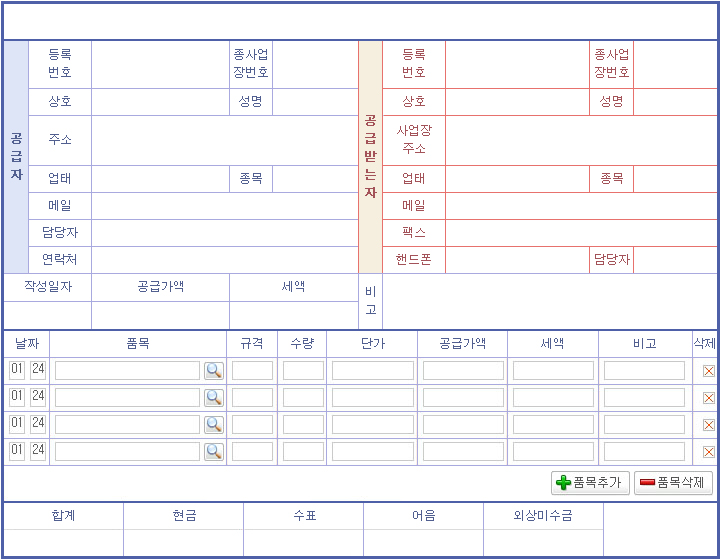 등록
번호
종사업
장번호
등록
번호
종사업
장번호
상호
성명
상호
성명
공급자
주소
공급받는자
사업장
주소
업태
종목
업태
종목
메일
메일
담당자
팩스
연락처
핸드폰
담당자
작성일자
공급가액
세액
비고
날짜
품목
규격
수량
단가
공급가액
세액
비고
삭제
01 24
01 24
01 24
01 24
품목추가
품목삭제
합계
현금
수표
어음
외상미수금